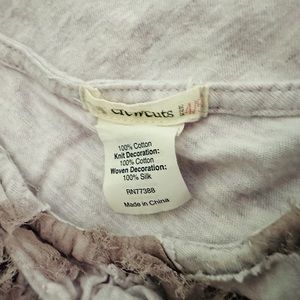 crewcuts
100% Cotton
Knit Decoration:
100% Cotton
Woven Decoration:
100% Silk
RN77388
Made in China